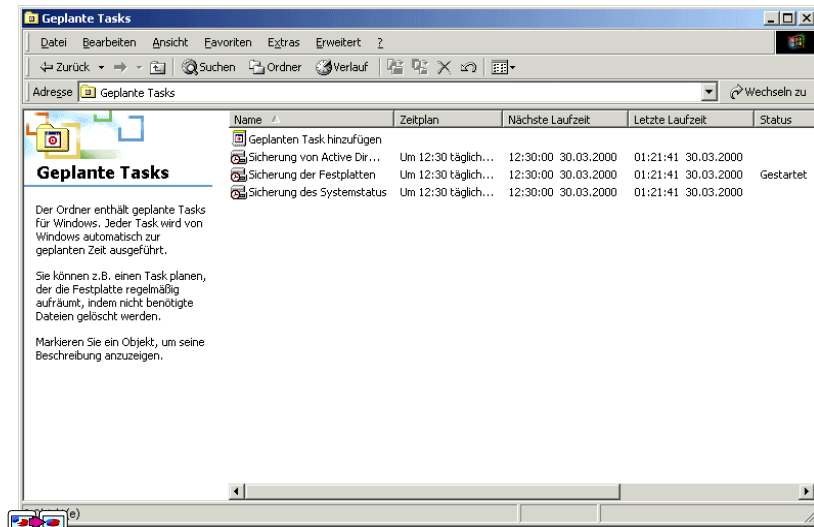 Geplante Tasks
Datei Bearbeiten Ansicht Favoriten Extras Erweitert ?
Zurück Suchen Ordner Verlauf
Adresse Geplante Tasks Wechseln zu
Name Zeitplan Nächste Laufzeit Letzte Laufzeit Status
Geplanten Task hinzufügen
Sicherung von Active Dir... Um 12:30 täglich... 12:30:00 30.03.2000 01:21:41 30.03.2000
Sicherung der Festplatten Um 12:30 täglich... 12:30:00 30.03.2000 01:21:41 30.03.2000 Gestartet
Sicherung des Systemstatus Um 12:30 täglich... 12:30:00 30.03.2000 01:21:41 30.03.2000
Geplante Tasks
Der Ordner enthält geplante Tasks
für Windows. Jeder Task wird von
Windows automatisch zur
geplanten Zeit ausgeführt.
Sie können z.B. einen Task planen,
der die Festplatte regelmäßig
aufräumt, indem nicht benötigte
Dateien gelöscht werden.
Markieren Sie ein Objekt, um seine
Beschreibung anzuzeigen.